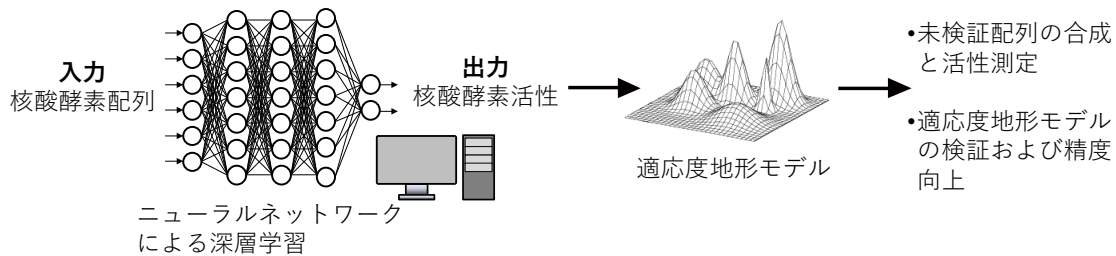 入力
核酸酵素配列
ニューラルネットワーク
による深層学習
出力
核酸酵素活性
適応度地形モデル
•未検証配列の合成
と活性測定
•適応度地形モデル
の検証および精度
向上